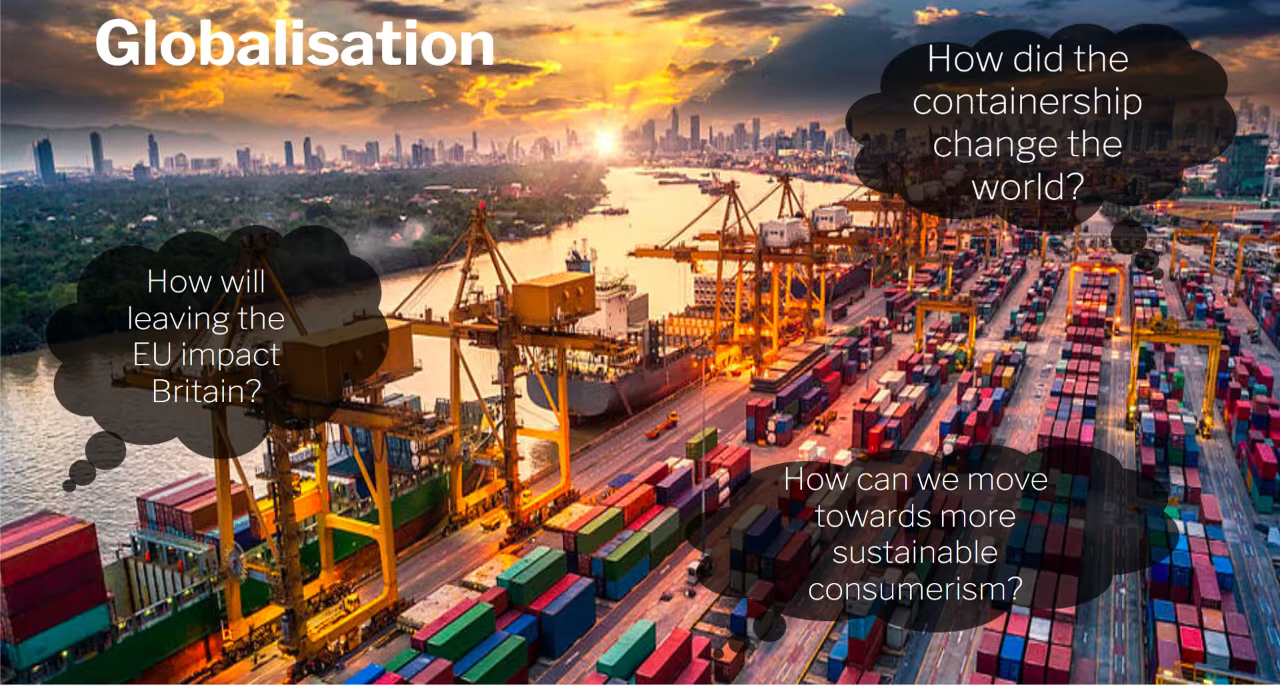 Globalisation
How did the
containership
change the
world?
How will
leaving the
EU impact
Britain?
How can we move
towards more
sustainable
consumerism?